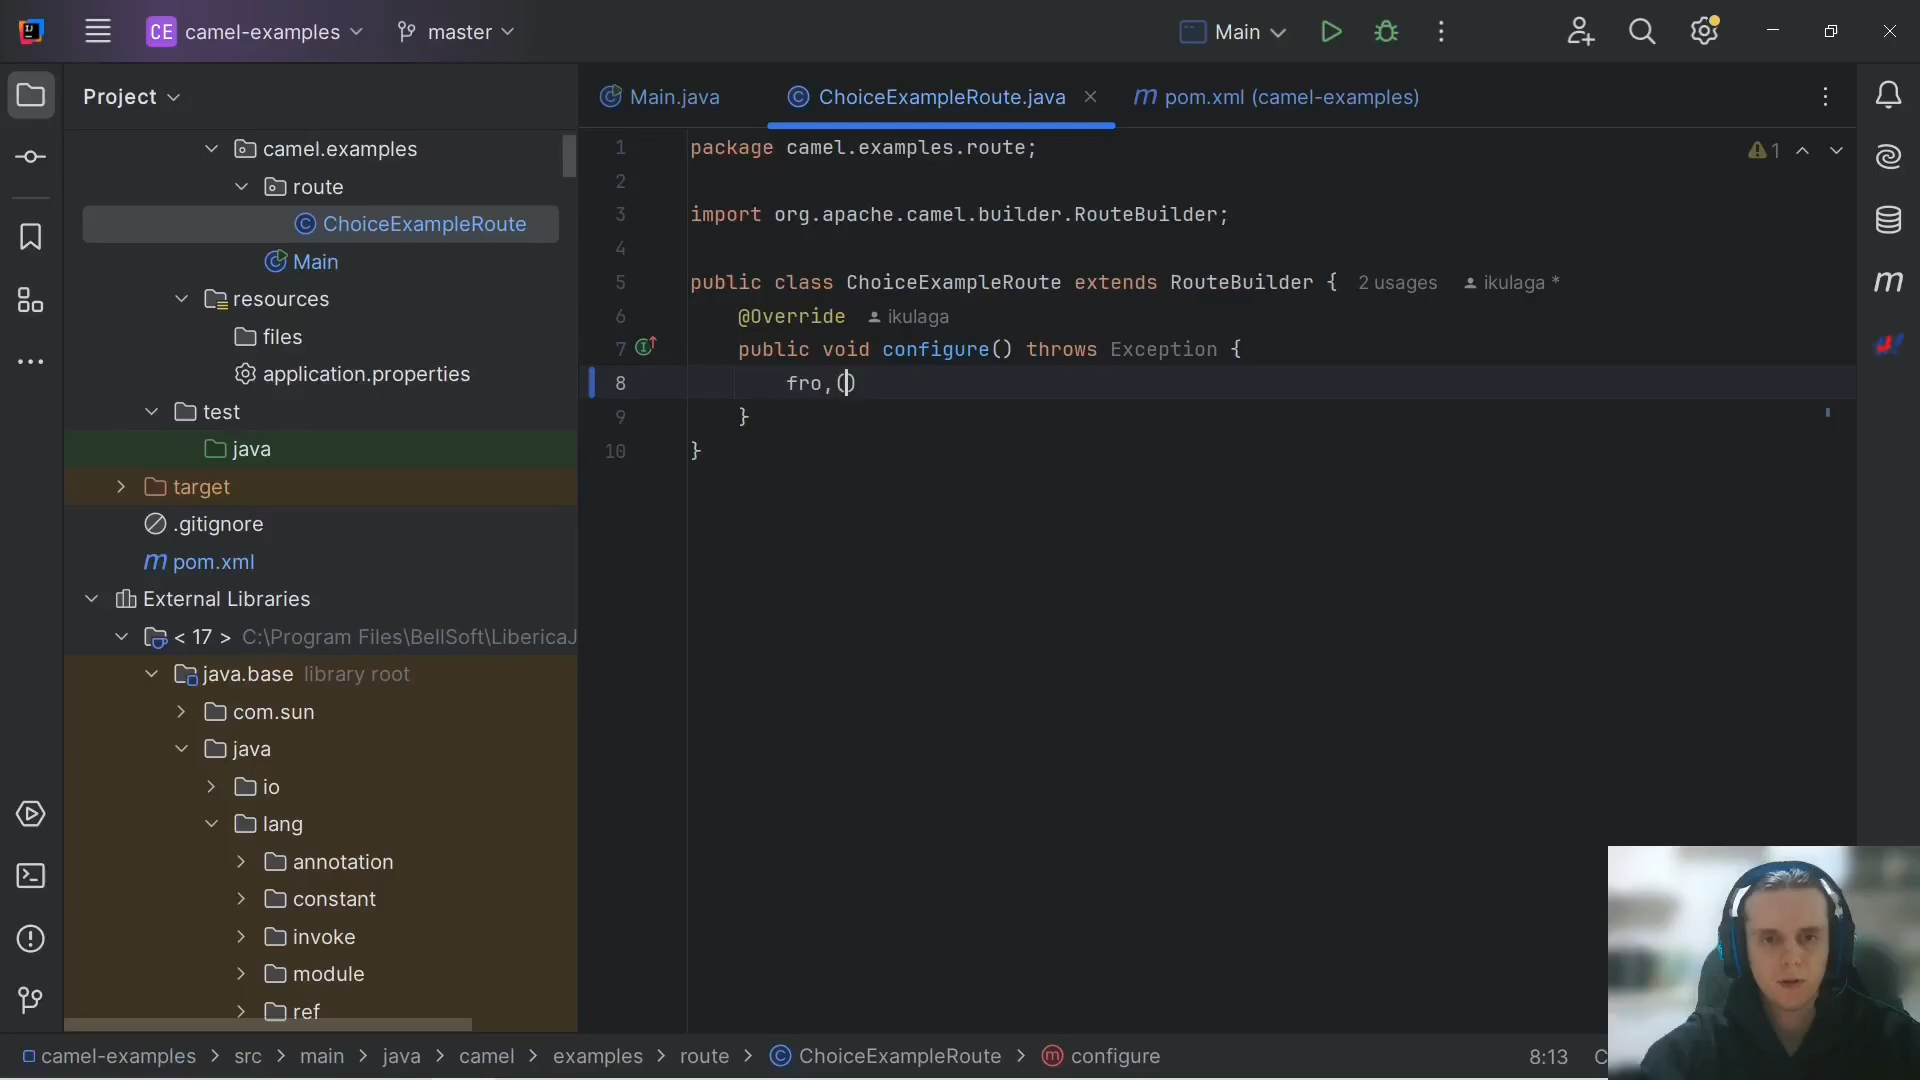 CE camel-examples master Main
Project
Main.java ChoiceExampleRoute.java pom.xml (camel-examples)
camel.examples
route
ChoiceExampleRoute
Main
resources
files
application.properties
test
java
target
.gitignore
pom.xml
External Libraries
< 17 > C:\Program Files\BellSoft\LibericaJ
java.base library root
com.sun
java
io
lang
annotation
constant
invoke
module
ref
1 package camel.examples.route;
2
3 import org.apache.camel.builder.RouteBuilder;
4
5 public class ChoiceExampleRoute extends RouteBuilder { 2 usages ikulaga *
6 @Override ikulaga
7 public void configure() throws Exception {
8 fro,()
9 }
10 }
1
camel-examples > src > main > java > camel > examples > route > ChoiceExampleRoute > configure
8:13 C